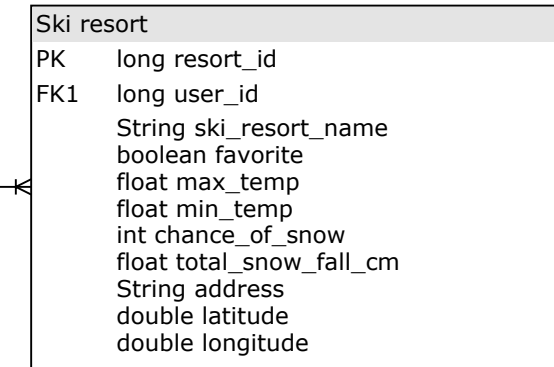 Ski resort
PK long resort_id
FK1 long user_id
String ski_resort_name
boolean favorite
float max_temp
float min_temp
int chance_of_snow
float total_snow_fall_cm
String address
double latitude
double longitude